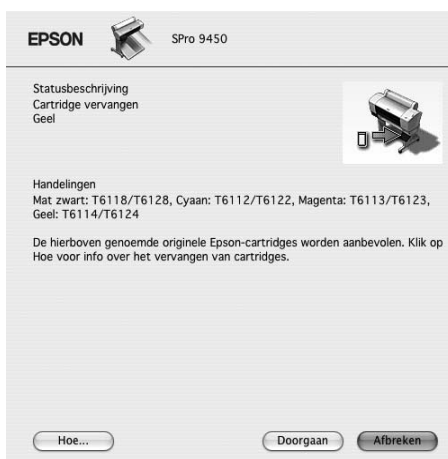 EPSON SPro 9450
Statusbeschrijving
Cartridge vervangen
Geel
Handelingen
Mat zwart: T6118/T6128, Cyaan: T6112/T6122, Magenta: T6113/T6123,
Geel: T6114/T6124
De hierboven genoemde originele Epson-cartridges worden aanbevolen. Klik op
Hoe voor info over het vervangen van cartridges.
Hoe... Doorgaan Afbreken